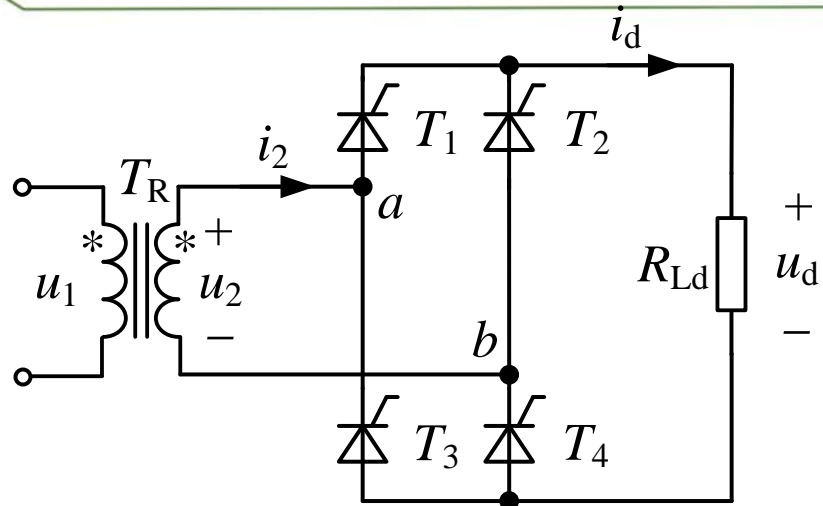 i_d
T_1 T_2
i_2
T_R
a
* * +
u_1 u_2
−
+
R_Ld u_d
−
b
T_3 T_4